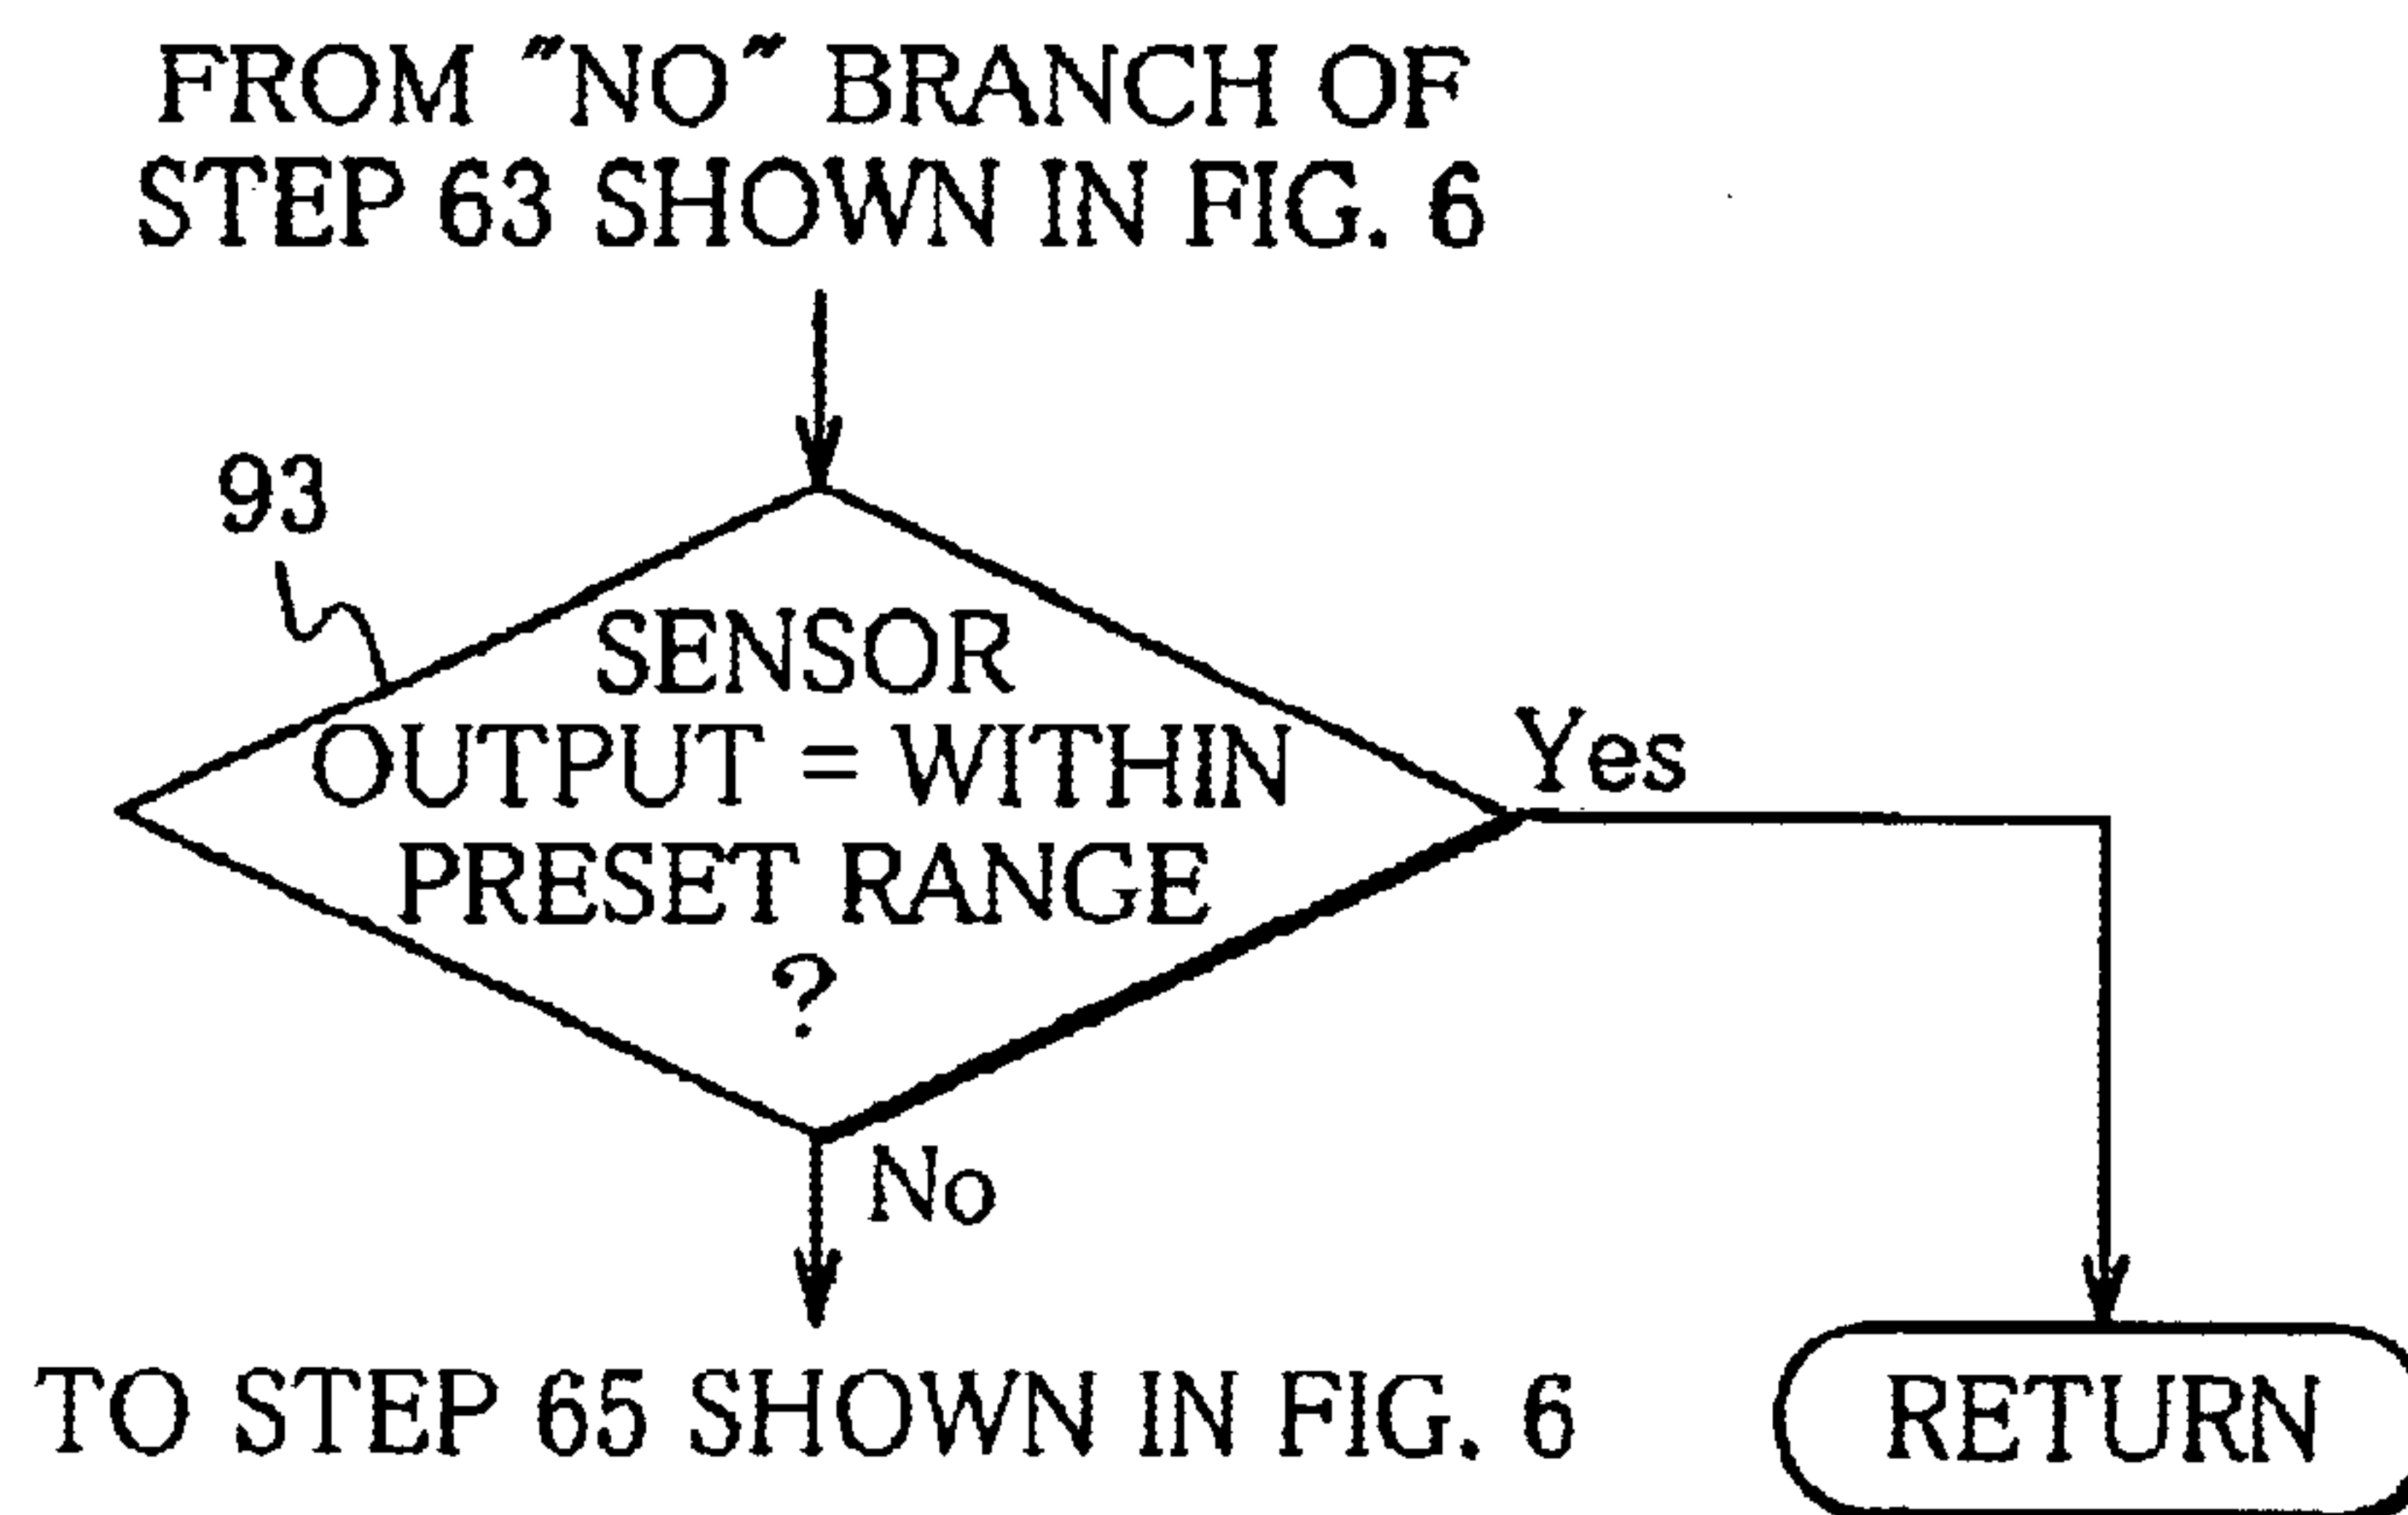 FROM "NO" BRANCH OF
STEP 63 SHOWN IN FIG. 6
93
SENSOR
OUTPUT = WITHIN
PRESET RANGE
?
Yes
No
TO STEP 65 SHOWN IN FIG. 6
RETURN